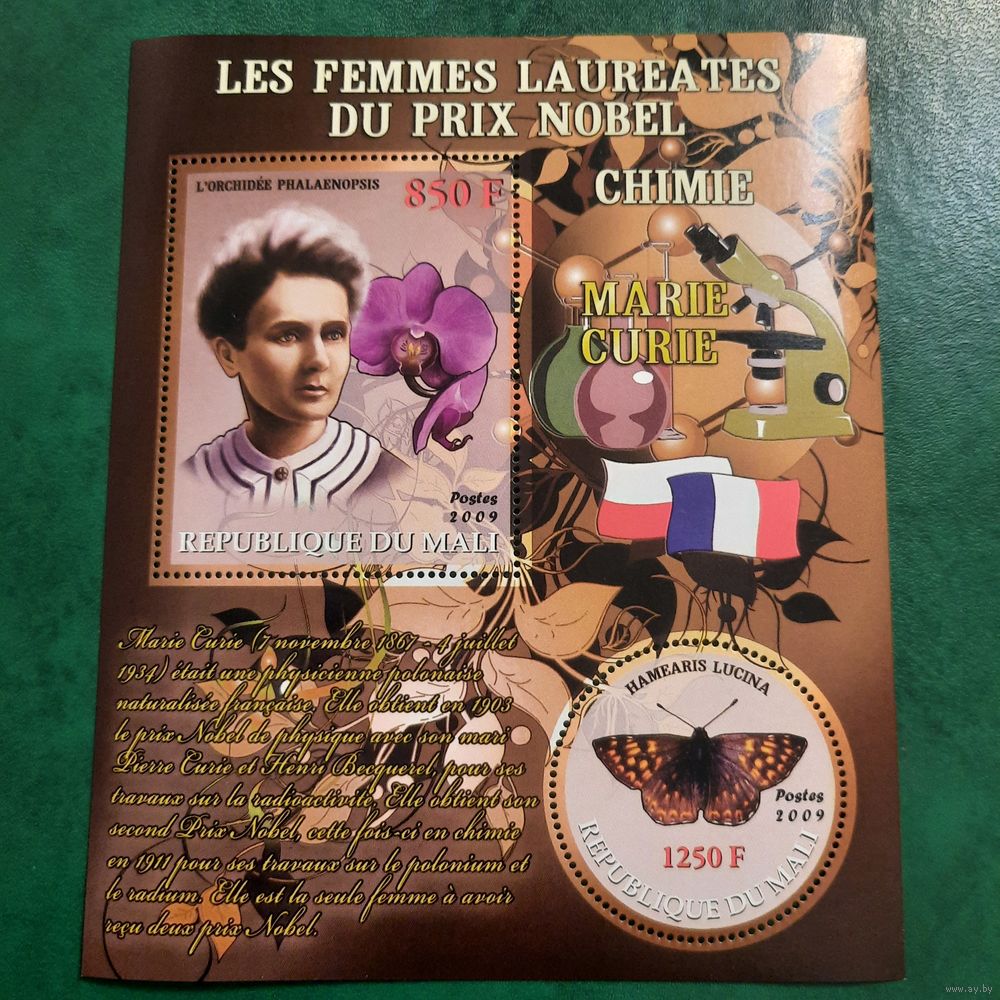 LES FEMMES LAUREATES
DU PRIX NOBEL
L'ORCHIDÉE PHALAENOPSIS
850 F
CHIMIE
MARIE
CURIE
Postes
2009
REPUBLIQUE DU MALI
Marie Curie (7 novembre 1867 - 4 juillet
1934) était une physicienne polonaise
naturalisée française. Elle obtient en 1903
le prix Nobel de physique avec son mari
Pierre Curie et Henri Becquerel, pour ses
travaux sur la radioactivité. Elle obtient son
second Prix Nobel, cette fois-ci en chimie
en 1911 pour ses travaux sur le polonium et
le radium. Elle est la seule femme à avoir
reçu deux prix Nobel.
HAMEARIS LUCINA
Postes
2009
1250 F
REPUBLIQUE DU MALI
www.ay.by